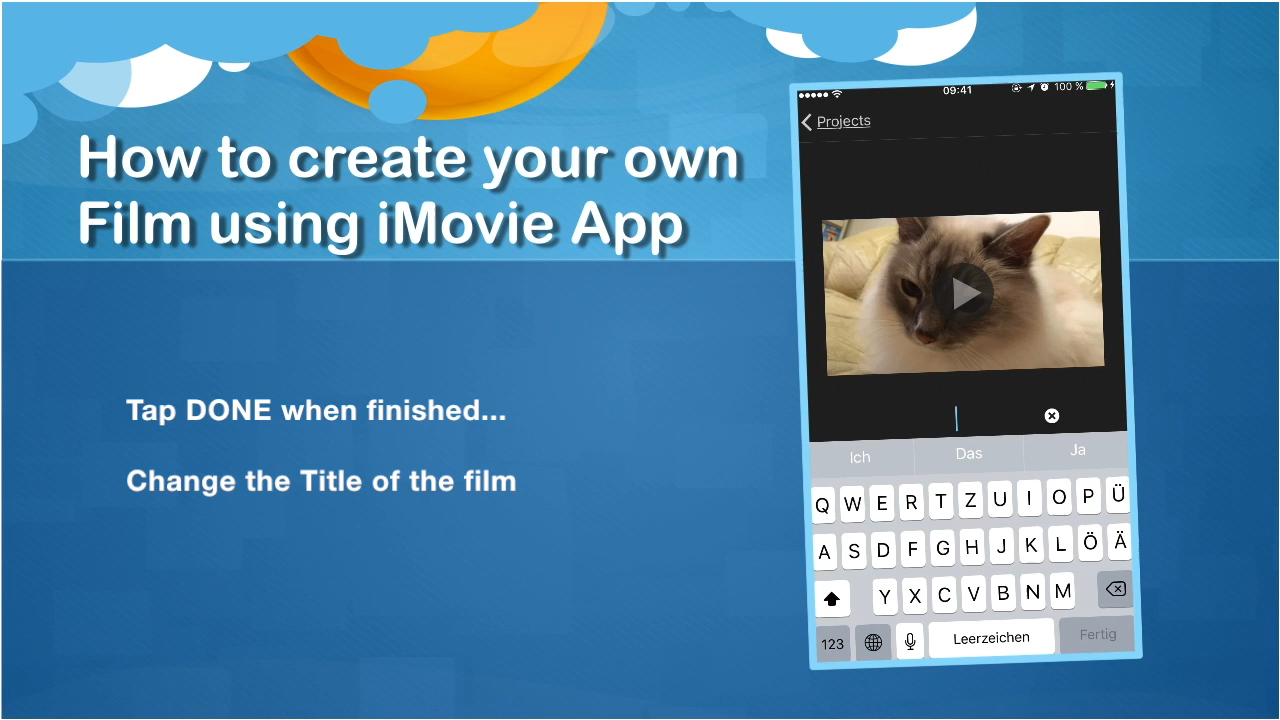 How to create your own
Film using iMovie App
Tap DONE when finished...
Change the Title of the film
09:41
100 %
Projects
Ich Das Ja
Q W E R T Z U I O P Ü
A S D F G H J K L Ö Ä
Y X C V B N M
123 Leerzeichen Fertig